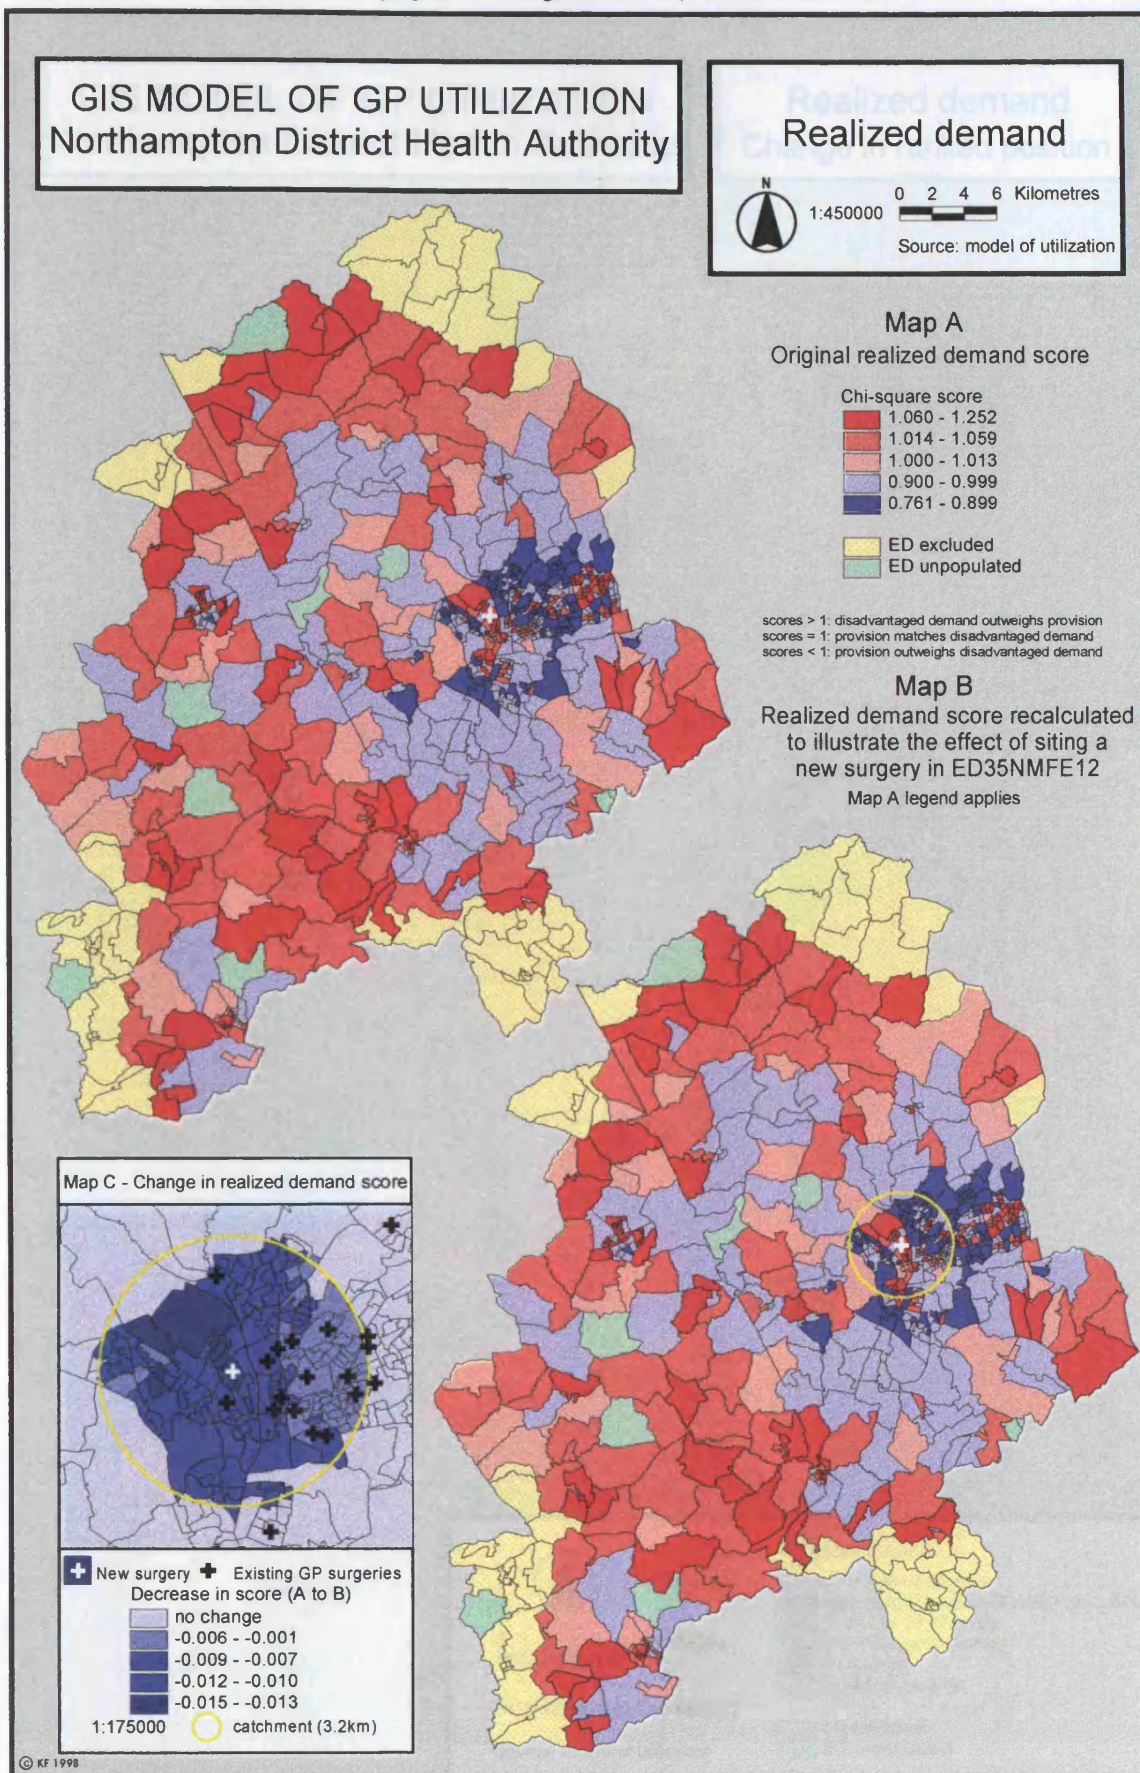 GIS MODEL OF GP UTILIZATION
Northampton District Health Authority
Realized demand
N
1:450000
0 2 4 6 Kilometres
Source: model of utilization
Map A
Original realized demand score
Chi-square score
1.060 - 1.252
1.014 - 1.059
1.000 - 1.013
0.900 - 0.999
0.761 - 0.899
ED excluded
ED unpopulated
scores > 1: disadvantaged demand outweighs provision
scores = 1: provision matches disadvantaged demand
scores < 1: provision outweighs disadvantaged demand
Map B
Realized demand score recalculated
to illustrate the effect of siting a
new surgery in ED35NMFE12
Map A legend applies
Map C - Change in realized demand score
New surgery Existing GP surgeries
Decrease in score (A to B)
no change
-0.006 - -0.001
-0.009 - -0.007
-0.012 - -0.010
-0.015 - -0.013
1:175000 catchment (3.2km)
© KF 1998